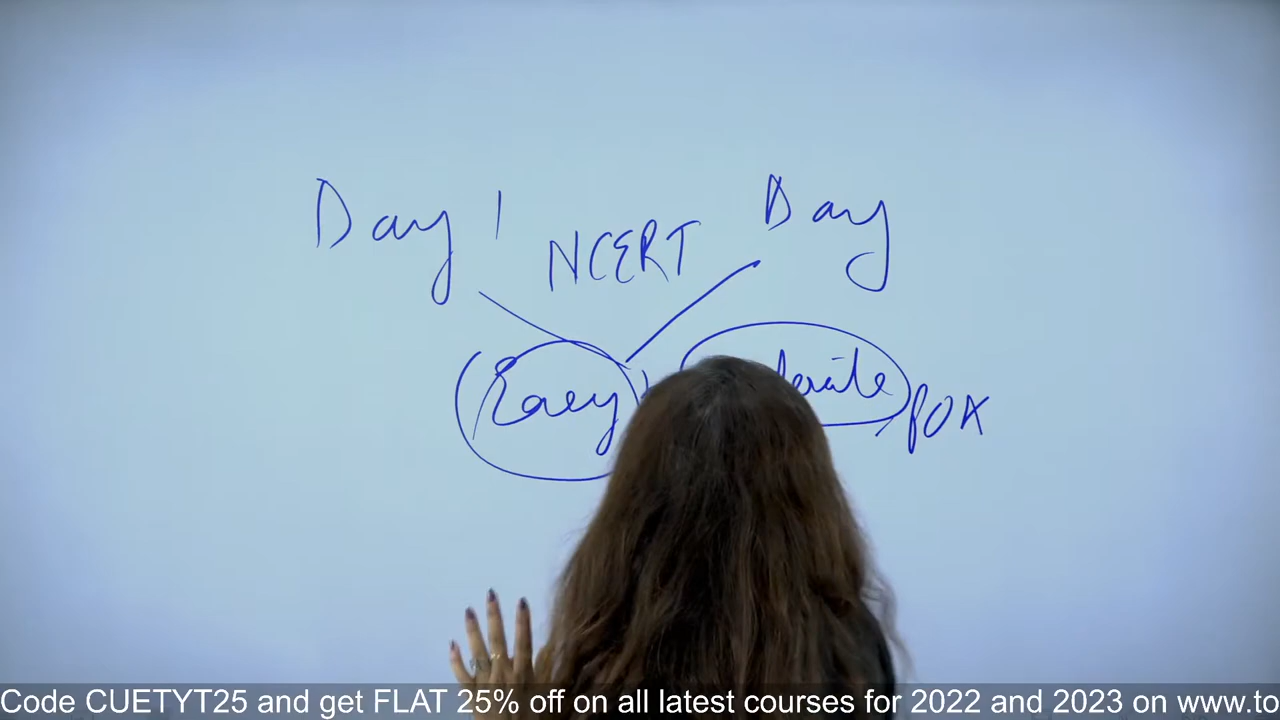 Day 1 NCERT Day
Easy
POX
Code CUETYT25 and get FLAT 25% off on all latest courses for 2022 and 2023 on www.to